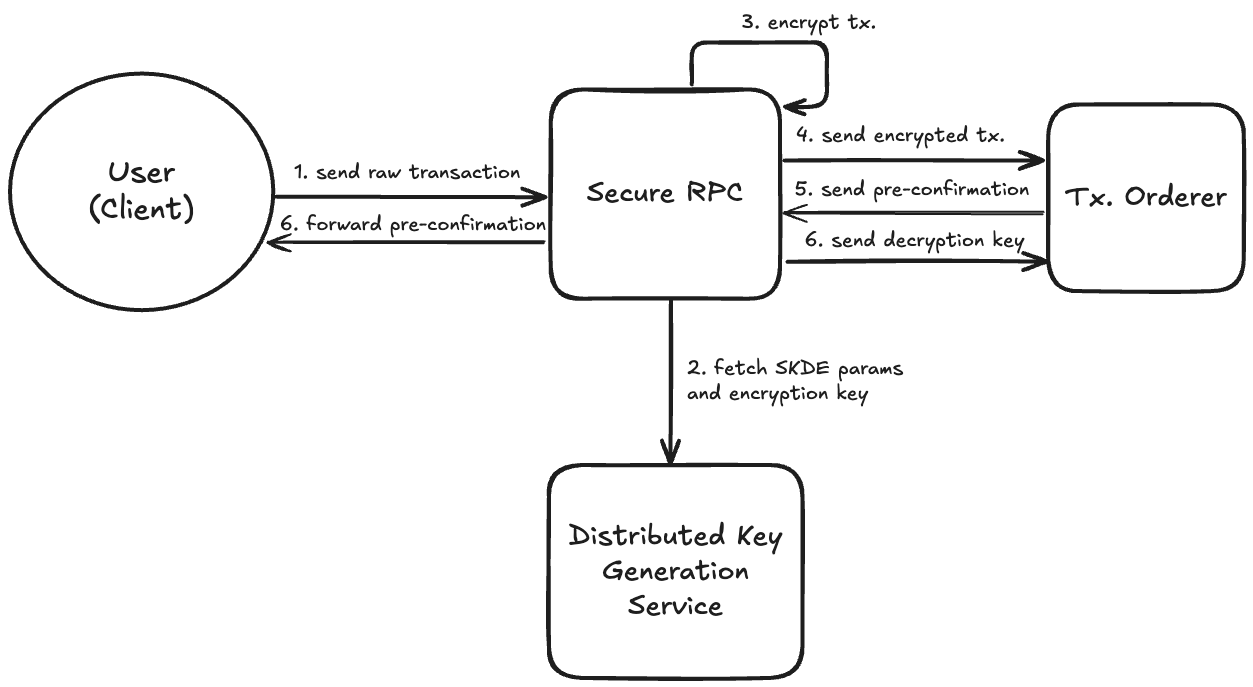 3. encrypt tx.
User
(Client)
1. send raw transaction
6. forward pre-confirmation
Secure RPC
4. send encrypted tx.
5. send pre-confirmation
6. send decryption key
Tx. Orderer
2. fetch SKDE params
and encryption key
Distributed Key
Generation
Service